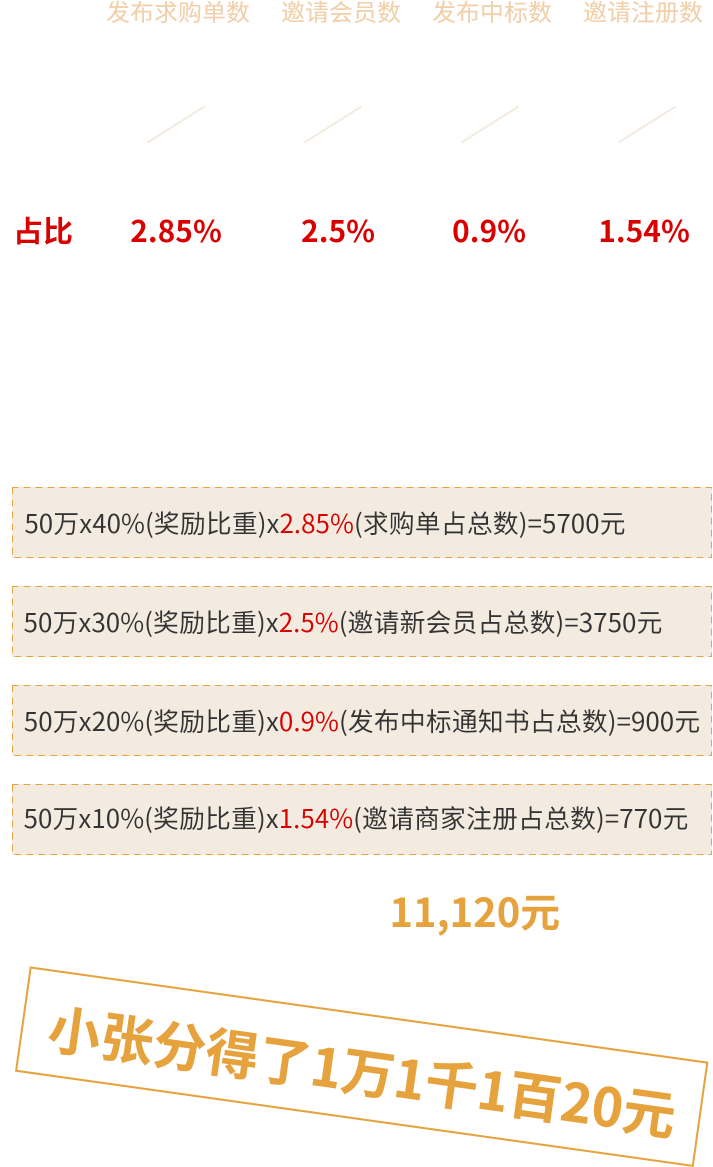 发布求购单数 邀请会员数 发布中标数 邀请注册数
占比 2.85% 2.5% 0.9% 1.54%
50万x40%(奖励比重)x2.85%(求购单占总数)=5700元
50万x30%(奖励比重)x2.5%(邀请新会员占总数)=3750元
50万x20%(奖励比重)x0.9%(发布中标通知书占总数)=900元
50万x10%(奖励比重)x1.54%(邀请商家注册占总数)=770元
11,120元
小张分得了1万1千1百20元